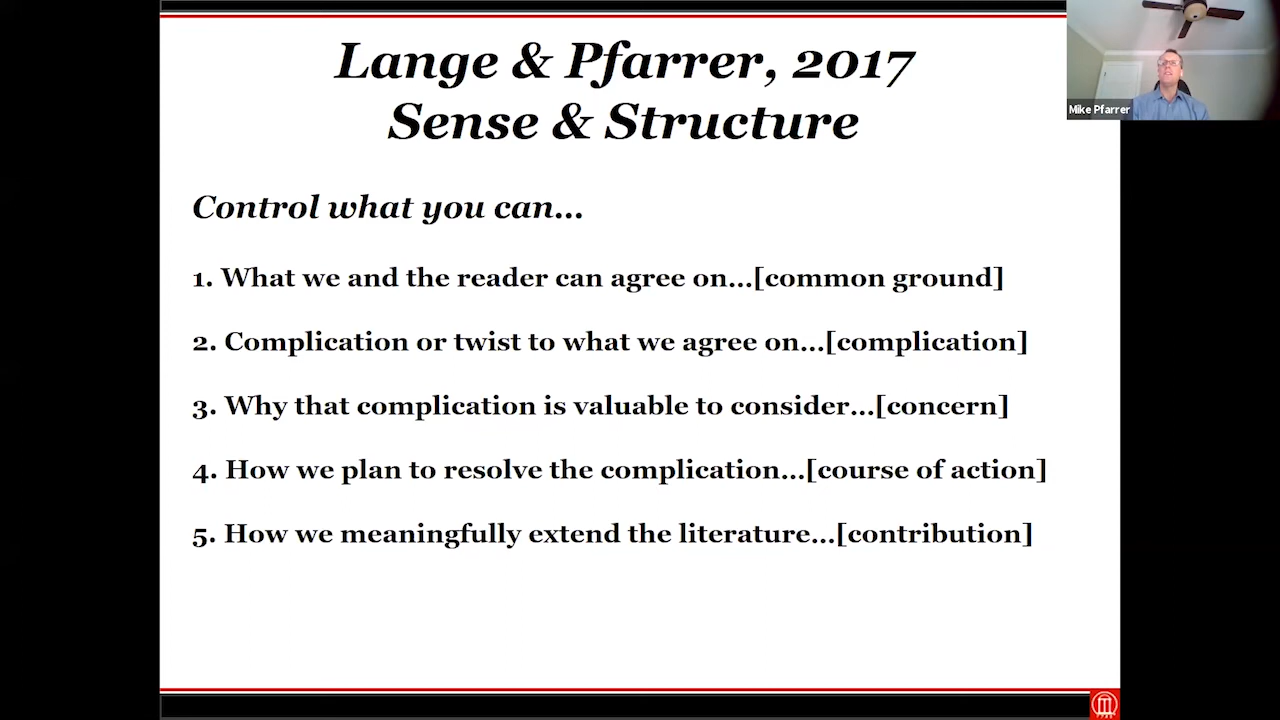 Lange & Pfarrer, 2017
Sense & Structure
Mike Pfarrer
Control what you can...
1. What we and the reader can agree on...[common ground]
2. Complication or twist to what we agree on...[complication]
3. Why that complication is valuable to consider...[concern]
4. How we plan to resolve the complication...[course of action]
5. How we meaningfully extend the literature...[contribution]